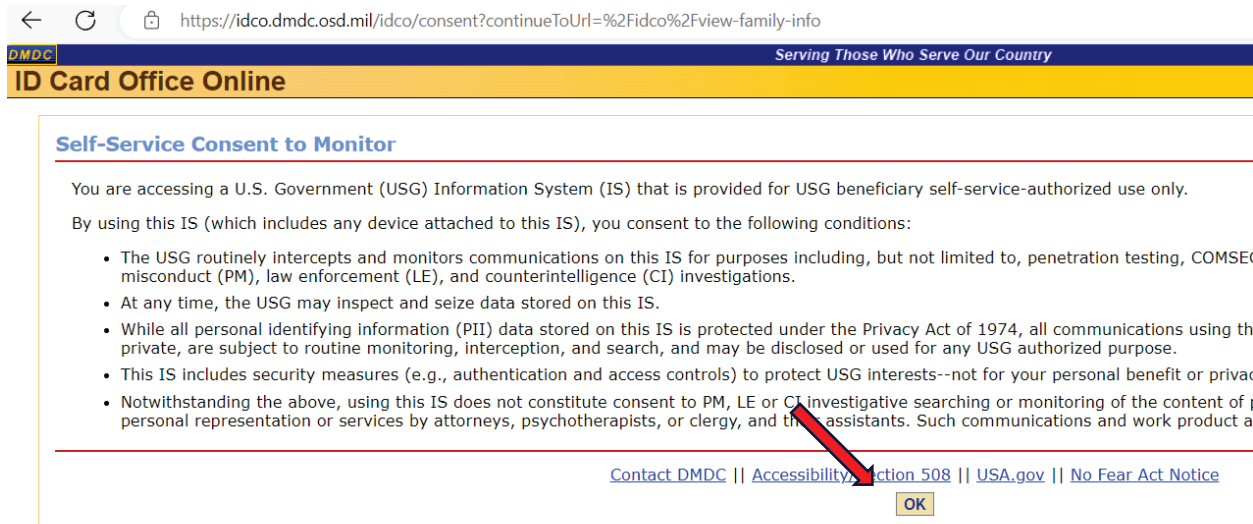 https://idco.dmdc.osd.mil/idco/consent?continueToUrl=%2Fidco%2Fview-family-info
DMDC Serving Those Who Serve Our Country
ID Card Office Online
Self-Service Consent to Monitor
You are accessing a U.S. Government (USG) Information System (IS) that is provided for USG beneficiary self-service-authorized use only.
By using this IS (which includes any device attached to this IS), you consent to the following conditions:
• The USG routinely intercepts and monitors communications on this IS for purposes including, but not limited to, penetration testing,
misconduct (PM), law enforcement (LE), and counterintelligence (CI) investigations.
• At any time, the USG may inspect and seize data stored on this IS.
• While all personal identifying information (PII) data stored on this IS is protected under the Privacy Act of 1974, all communications using
private, are subject to routine monitoring, interception, and search, and may be disclosed or used for any USG authorized purpose.
• This IS includes security measures (e.g., authentication and access controls) to protect USG interests--not for your personal benefit or
• Notwithstanding the above, using this IS does not constitute consent to PM, LE or CI investigative searching or monitoring of the content of
personal representation or services by attorneys, psychotherapists, or clergy, and assistants. Such communications and work product
Contact DMDC || Accessibility/ 508 || USA.gov || No Fear Act Notice
OK